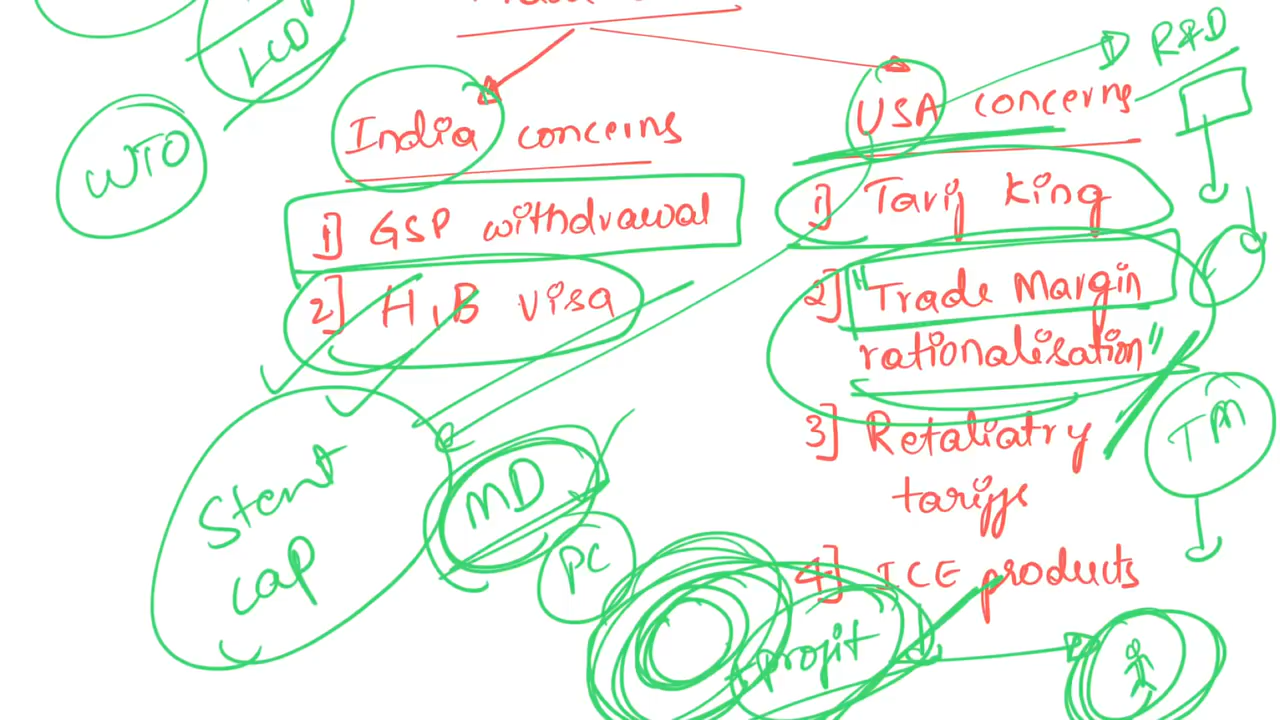 LCD
R&D
WTO
India concerns
USA concerns
1] GSP withdrawal
1] Tarif king
2] H1B visa
2] "Trade Margin
rationalisation"
3] Retaliatry
tariffs
TM
Stent
cap
MD
PC
4] ICE products
profit